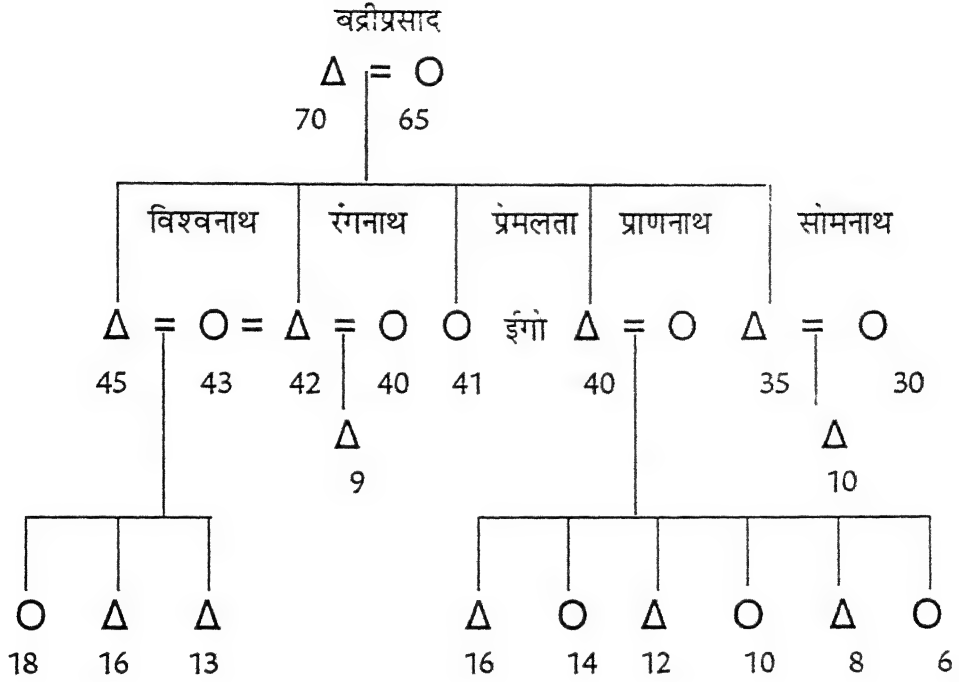 बद्रीप्रसाद
Δ = O
70 65
विश्वनाथ रंगनाथ प्रेमलता प्राणनाथ सोमनाथ
Δ = O = Δ = O O ईगो Δ = O Δ = O
45 43 42 40 41 40 35 30
Δ Δ
9 10
O Δ Δ Δ O Δ O Δ O
18 16 13 16 14 12 10 8 6